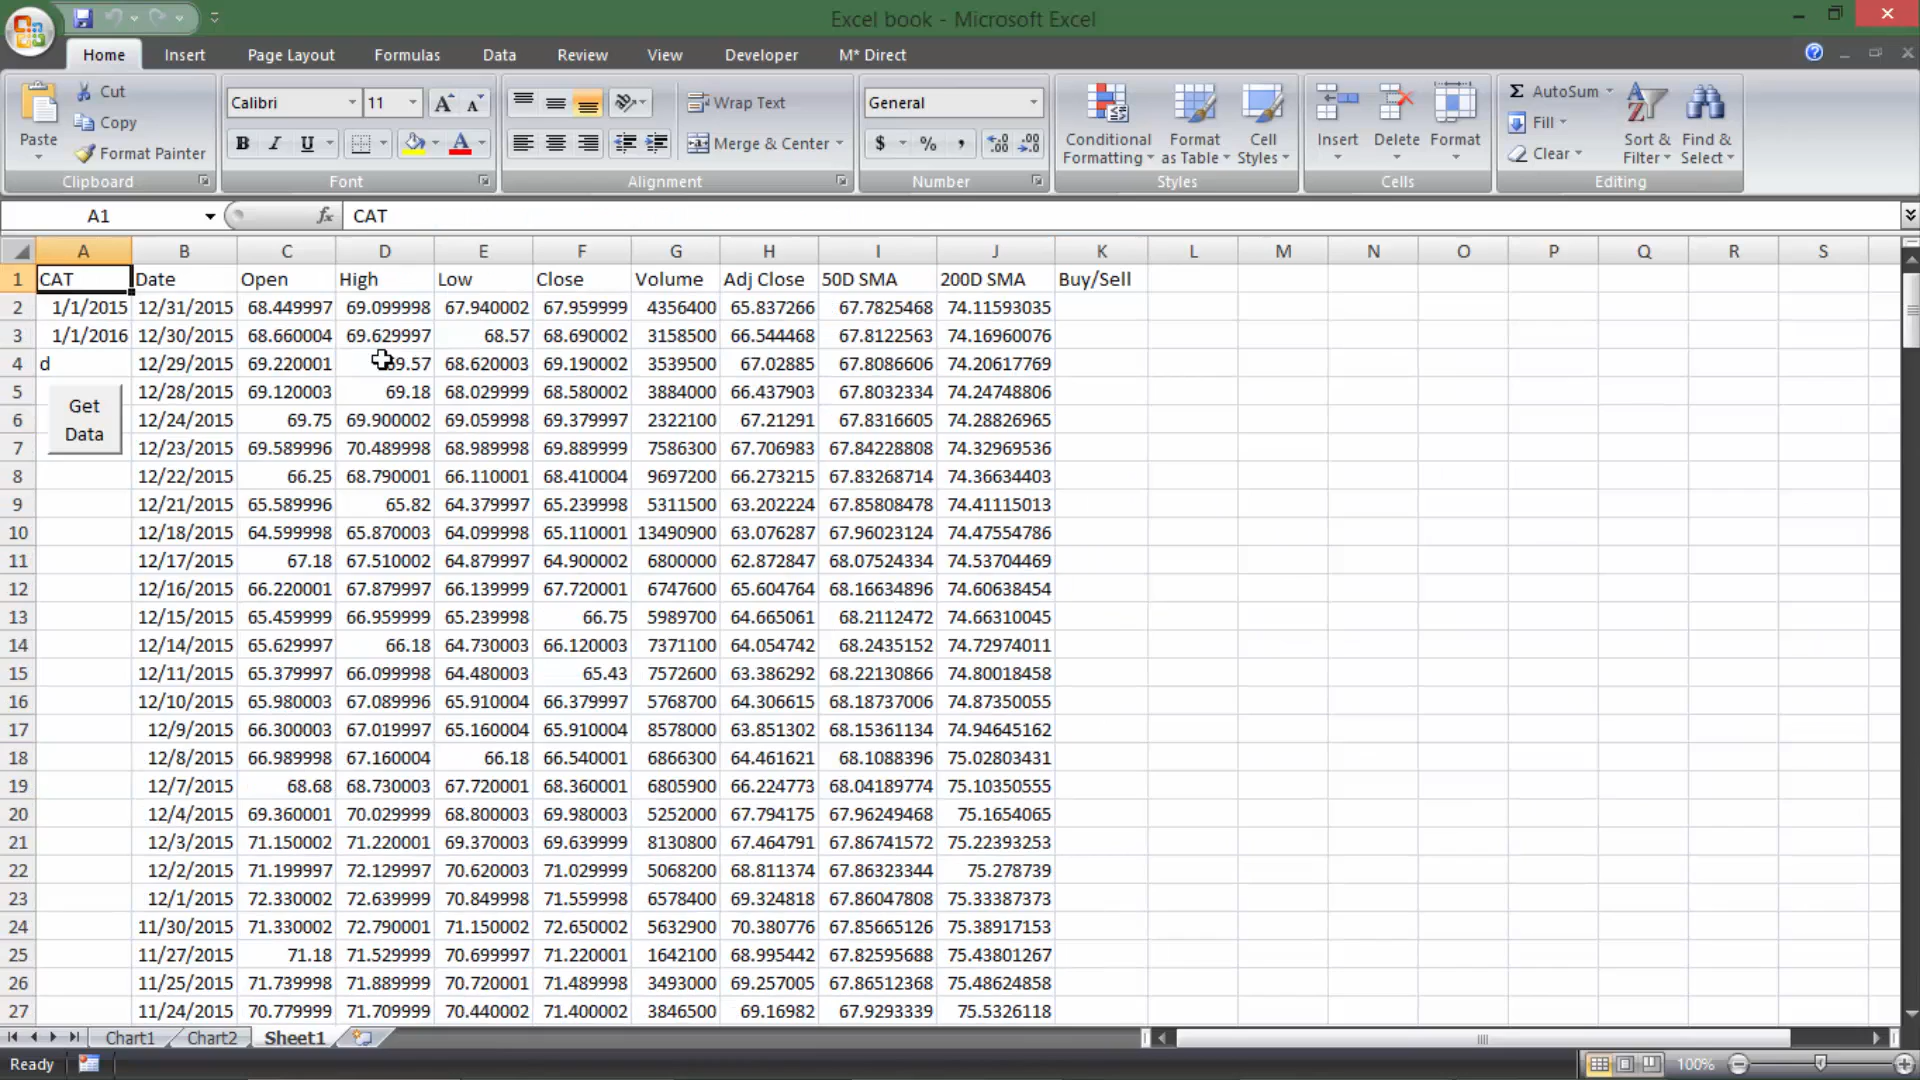 Excel book - Microsoft Excel
Home Insert Page Layout Formulas Data Review View Developer M* Direct
Paste Cut Copy Format Painter Clipboard
Calibri 11 A A B I U A Font
Wrap Text Merge & Center Alignment
General $ % , Number
Conditional Formatting Format as Table Cell Styles Styles
Insert Delete Format Cells
Σ AutoSum Fill Clear Sort & Filter Find & Select Editing
A1 fx CAT
A B C D E F G H I J K L M N O P Q R S
1 CAT Date Open High Low Close Volume Adj Close 50D SMA 200D SMA Buy/Sell
2 1/1/2015 12/31/2015 68.449997 69.099998 67.940002 67.959999 4356400 65.837266 67.7825468 74.11593035
3 1/1/2016 12/30/2015 68.660004 69.629997 68.57 68.690002 3158500 66.544468 67.8122563 74.16960076
4 d 12/29/2015 69.220001 69.57 68.620003 69.190002 3539500 67.02885 67.8086606 74.20617769
5 12/28/2015 69.120003 69.18 68.029999 68.580002 3884000 66.437903 67.8032334 74.24748806
Get Data
6 12/24/2015 69.75 69.900002 69.059998 69.379997 2322100 67.21291 67.8316605 74.28826965
7 12/23/2015 69.589996 70.489998 68.989998 69.889999 7586300 67.706983 67.84228808 74.32969536
8 12/22/2015 66.25 68.790001 66.110001 68.410004 9697200 66.273215 67.83268714 74.36634403
9 12/21/2015 65.589996 65.82 64.379997 65.239998 5311500 63.202224 67.85808478 74.41115013
10 12/18/2015 64.599998 65.870003 64.099998 65.110001 13490900 63.076287 67.96023124 74.47554786
11 12/17/2015 67.18 67.510002 64.879997 64.900002 6800000 62.872847 68.07524334 74.53704469
12 12/16/2015 66.220001 67.879997 66.139999 67.720001 6747600 65.604764 68.16634896 74.60638454
13 12/15/2015 65.459999 66.959999 65.239998 66.75 5989700 64.665061 68.2112472 74.66310045
14 12/14/2015 65.629997 66.18 64.730003 66.120003 7371100 64.054742 68.2435152 74.72974011
15 12/11/2015 65.379997 66.099998 64.480003 65.43 7572600 63.386292 68.22130866 74.80018458
16 12/10/2015 65.980003 67.089996 65.910004 66.379997 5768700 64.306615 68.18737006 74.87350055
17 12/9/2015 66.300003 67.019997 65.160004 65.910004 8578000 63.851302 68.15361134 74.94645162
18 12/8/2015 66.989998 67.160004 66.18 66.540001 6866300 64.461621 68.1088396 75.02803431
19 12/7/2015 68.68 68.730003 67.720001 68.360001 6805900 66.224773 68.04189774 75.10350555
20 12/4/2015 69.360001 70.029999 68.800003 69.980003 5252000 67.794175 67.96249468 75.1654065
21 12/3/2015 71.150002 71.220001 69.370003 69.639999 8130800 67.464791 67.86741572 75.22393253
22 12/2/2015 71.199997 72.129997 70.620003 71.029999 5068200 68.811374 67.86323344 75.278739
23 12/1/2015 72.330002 72.639999 70.849998 71.559998 6578400 69.324818 67.86047808 75.33387373
24 11/30/2015 71.330002 72.790001 71.150002 72.650002 5632900 70.380776 67.85665126 75.38917153
25 11/27/2015 71.18 71.529999 70.699997 71.220001 1642100 68.995442 67.82595688 75.43801267
26 11/25/2015 71.739998 71.889999 70.720001 71.489998 3493000 69.257005 67.86512368 75.48624858
27 11/24/2015 70.779999 71.709999 70.440002 71.400002 3846500 69.16982 67.9293339 75.5326118
Chart1 Chart2 Sheet1
Ready 100%